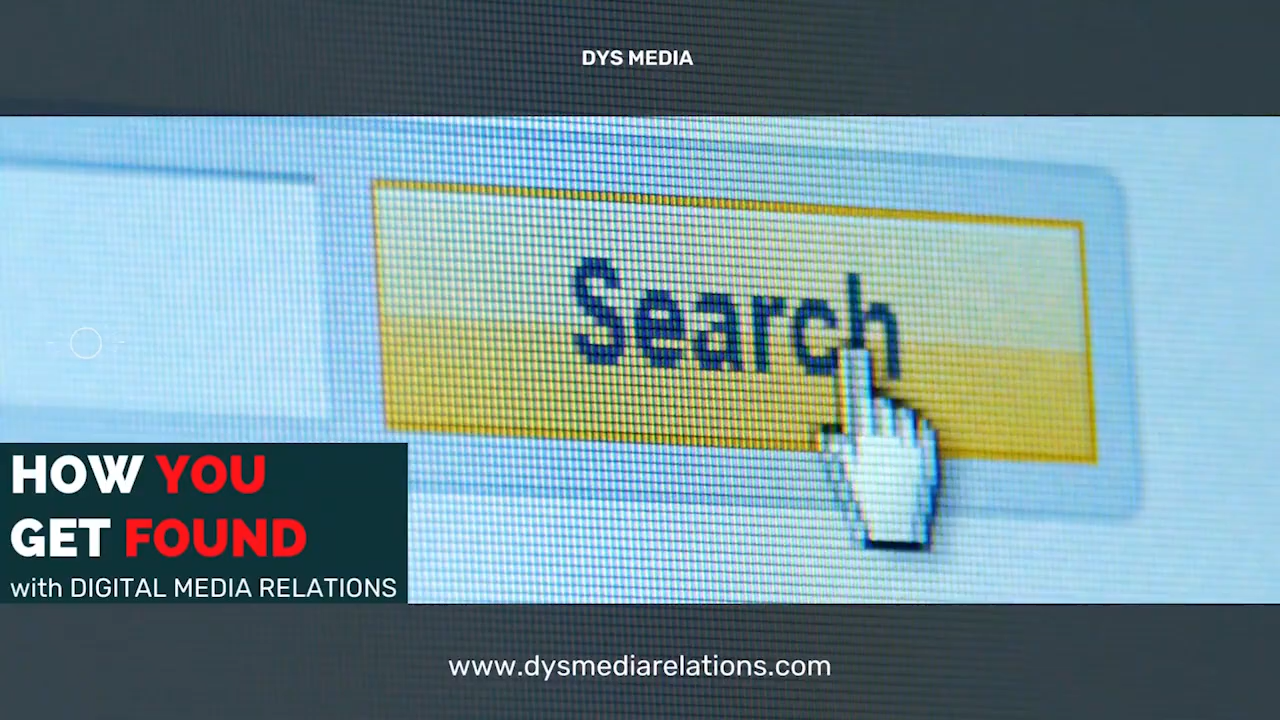 DYS MEDIA
Search
HOW YOU
GET FOUND
with DIGITAL MEDIA RELATIONS
www.dysmediarelations.com